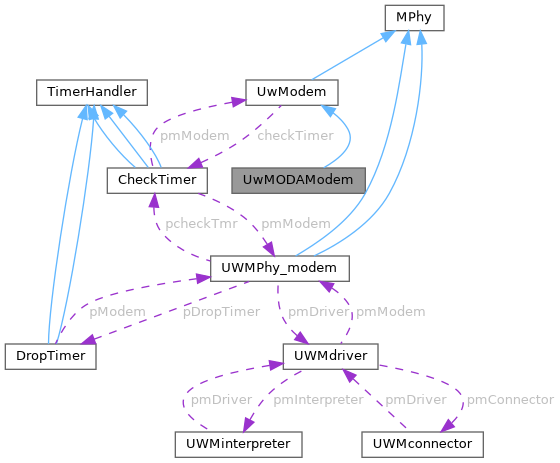 MPhy
TimerHandler
UwModem
pmModem
checkTimer
CheckTimer
UwMODAModem
pcheckTmr
pmModem
UWMPhy_modem
pModem
pDropTimer
pmDriver
pmModem
DropTimer
UWMdriver
pmDriver
pmInterpreter
pmDriver
pmConnector
UWMinterpreter
UWMconnector